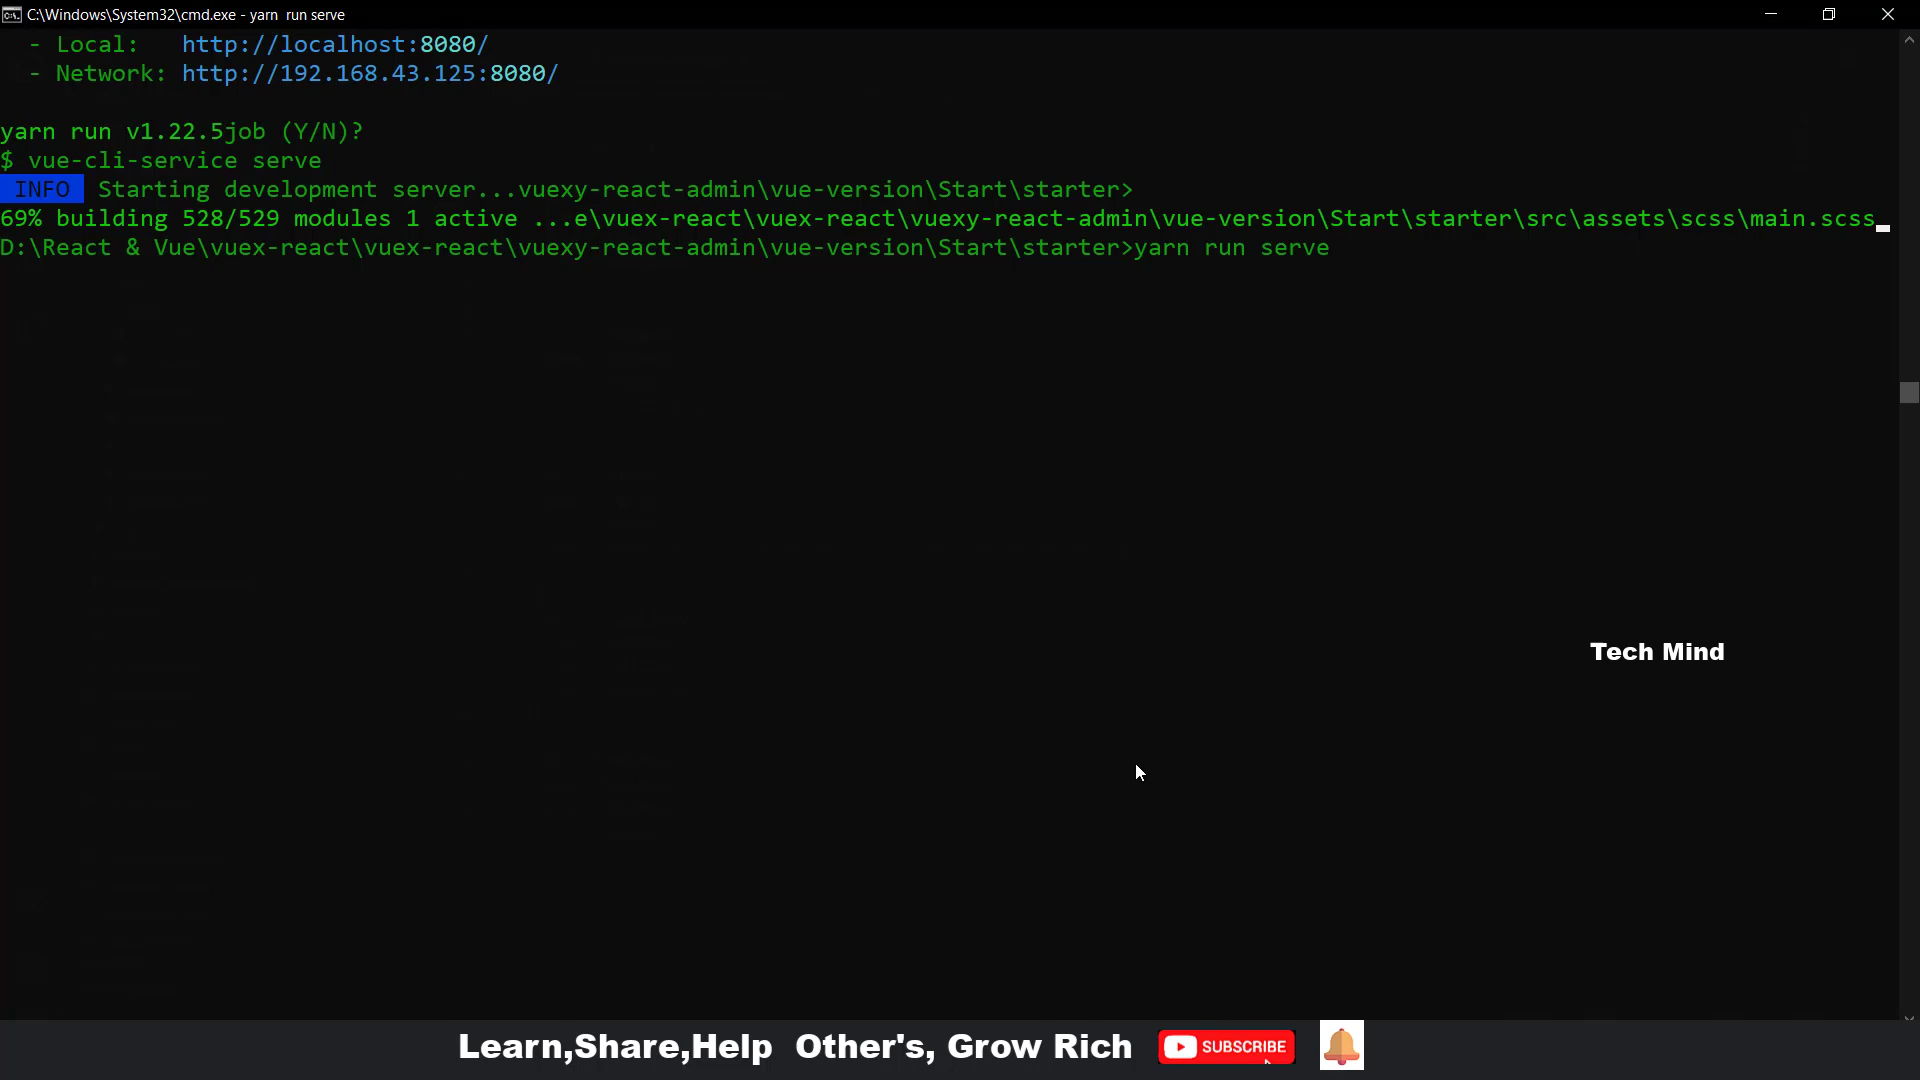 C:\Windows\System32\cmd.exe - yarn  run serve
- Local:   http://localhost:8080/
- Network: http://192.168.43.125:8080/
yarn run v1.22.5job (Y/N)?
$ vue-cli-service serve
INFO  Starting development server...vuexy-react-admin\vue-version\Start\starter>
69% building 528/529 modules 1 active ...e\vuex-react\vuex-react\vuexy-react-admin\vue-version\Start\starter\src\assets\scss\main.scss
D:\React & Vue\vuex-react\vuex-react\vuexy-react-admin\vue-version\Start\starter>yarn run serve
Tech Mind
Learn,Share,Help  Other's, Grow Rich
SUBSCRIBE